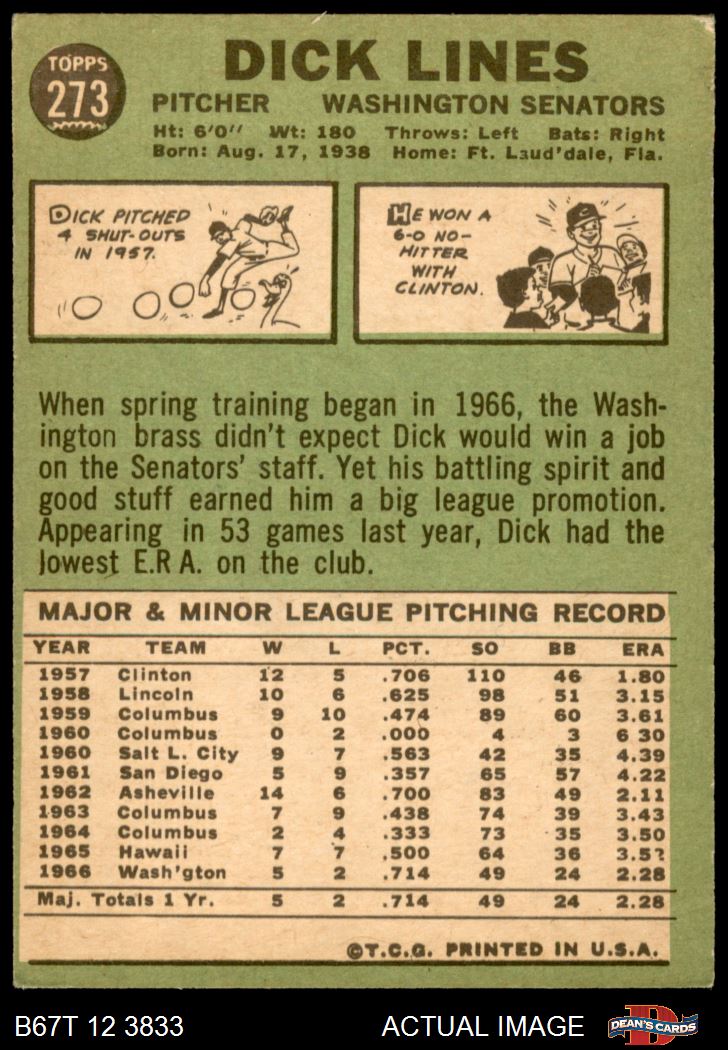 TOPPS
273
DICK LINES
PITCHER WASHINGTON SENATORS
Ht: 6'0" Wt: 180 Throws: Left Bats: Right
Born: Aug. 17, 1938 Home: Ft. Laud'dale, Fla.
DICK PITCHED
4 SHUT-OUTS
IN 1957.
HE WON A
6-0 NO-
HITTER
WITH
CLINTON.
When spring training began in 1966, the Wash-
ington brass didn't expect Dick would win a job
on the Senators' staff. Yet his battling spirit and
good stuff earned him a big league promotion.
Appearing in 53 games last year, Dick had the
lowest E.R A. on the club.
MAJOR & MINOR LEAGUE PITCHING RECORD
YEAR TEAM W L PCT. SO BB ERA
1957 Clinton 12 5 .706 110 46 1.80
1958 Lincoln 10 6 .625 98 51 3.15
1959 Columbus 9 10 .474 89 60 3.61
1960 Columbus 0 2 .000 4 3 6 30
1960 Salt L. City 9 7 .563 42 35 4.39
1961 San Diego 5 9 .357 65 57 4.22
1962 Asheville 14 6 .700 83 49 2.11
1963 Columbus 7 9 .438 74 39 3.43
1964 Columbus 2 4 .333 73 35 3.50
1965 Hawaii 7 7 .500 64 36
1966 Wash'gton 5 2 .714 49 24 2.28
Maj. Totals 1 Yr. 5 2 .714 49 24 2.28
©T.C.G. PRINTED IN U.S.A.
B67T 12 3833 ACTUAL IMAGE DEAN'S CARDS